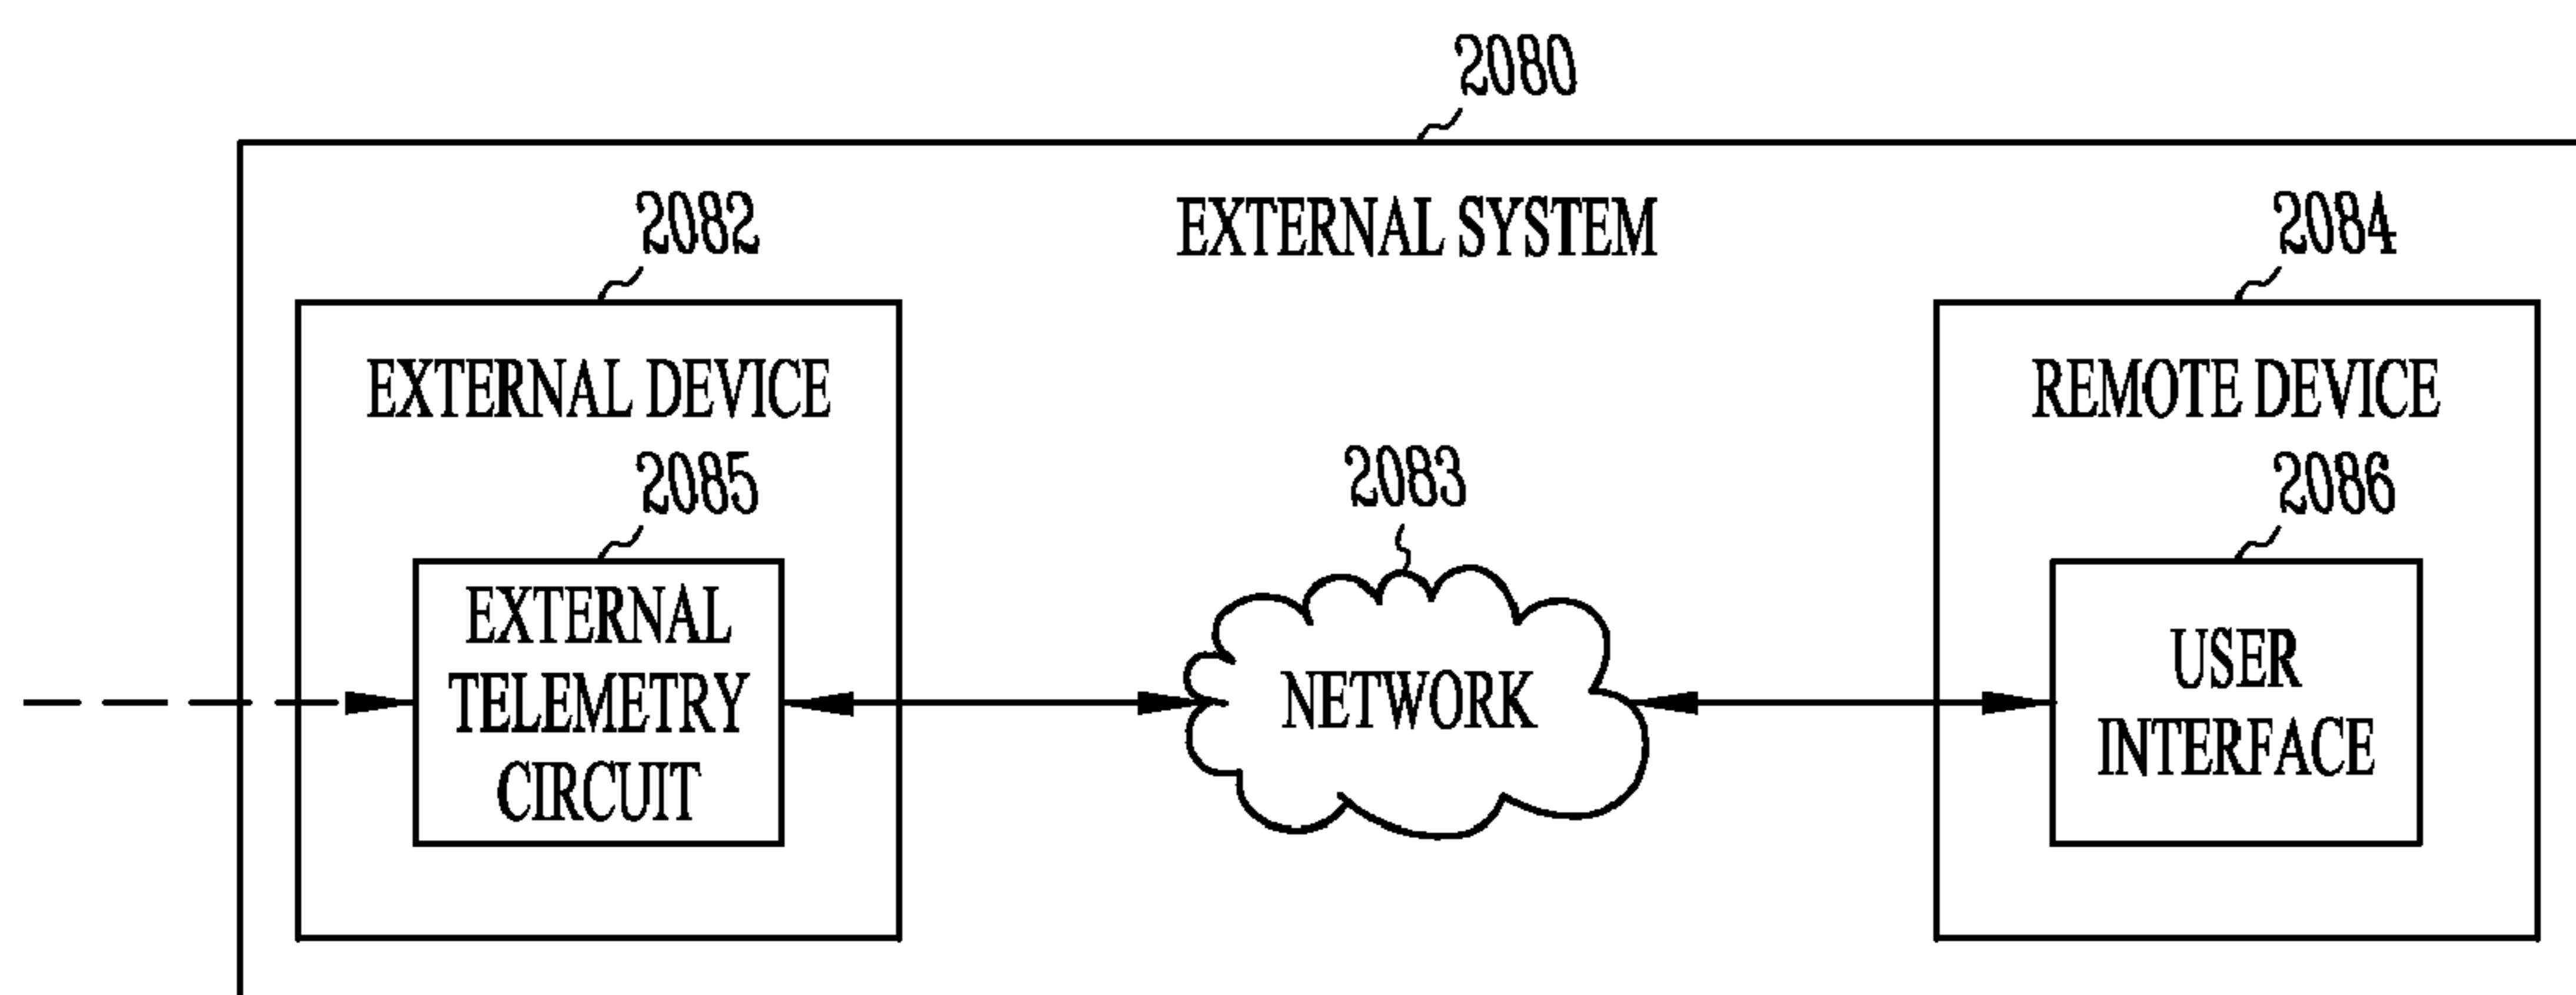 2080
EXTERNAL SYSTEM
2082
EXTERNAL DEVICE
2085
EXTERNAL
TELEMETRY
CIRCUIT
2083
NETWORK
2084
REMOTE DEVICE
2086
USER
INTERFACE